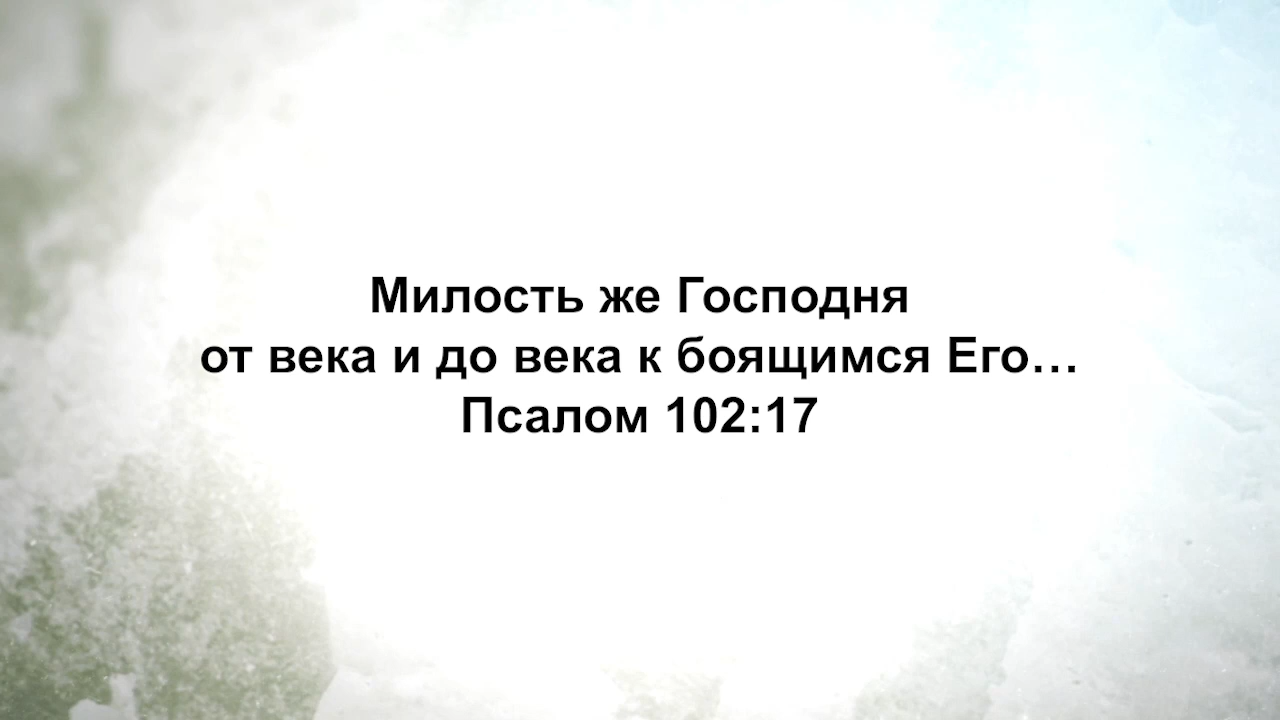 Милость же Господня
от века и до века к боящимся Его…
Псалом 102:17